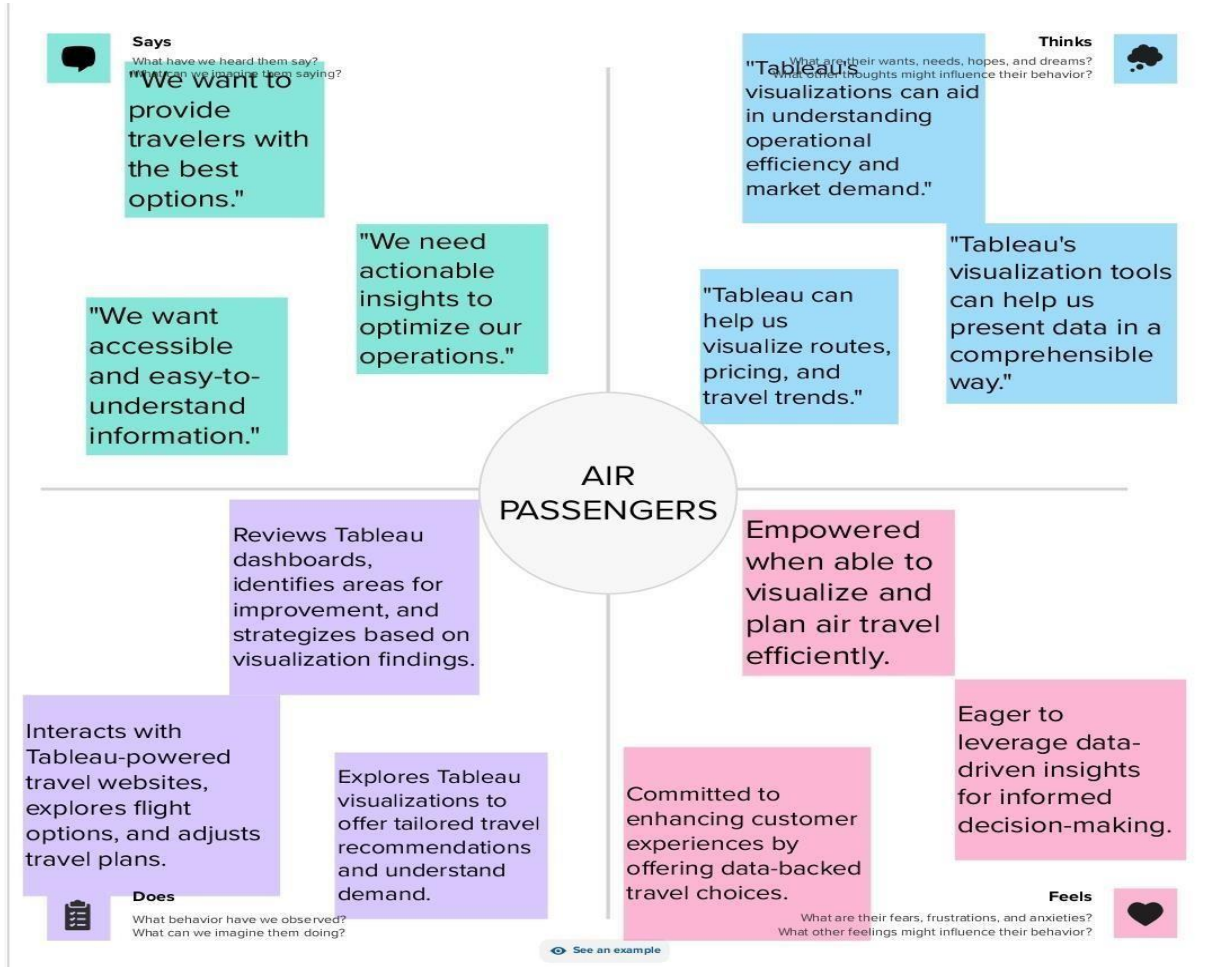 Says
What have we heard them say?
What can we imagine them saying?
"We want to
provide
travelers with
the best
options."
"We need
actionable
insights to
optimize our
operations."
"We want
accessible
and easy-to-
understand
information."
Thinks
What are their wants, needs, hopes, and dreams?
What other thoughts might influence their behavior?
"Tableau's
visualizations can aid
in understanding
operational
efficiency and
market demand."
"Tableau's
visualization tools
can help us
present data in a
comprehensible
way."
"Tableau can
help us
visualize routes,
pricing, and
travel trends."
AIR
PASSENGERS
Reviews Tableau
dashboards,
identifies areas for
improvement, and
strategizes based on
visualization findings.
Interacts with
Tableau-powered
travel websites,
explores flight
options, and adjusts
travel plans.
Explores Tableau
visualizations to
offer tailored travel
recommendations
and understand
demand.
Does
What behavior have we observed?
What can we imagine them doing?
Empowered
when able to
visualize and
plan air travel
efficiently.
Eager to
leverage data-
driven insights
for informed
decision-making.
Committed to
enhancing customer
experiences by
offering data-backed
travel choices.
Feels
What are their fears, frustrations, and anxieties?
What other feelings might influence their behavior?
See an example